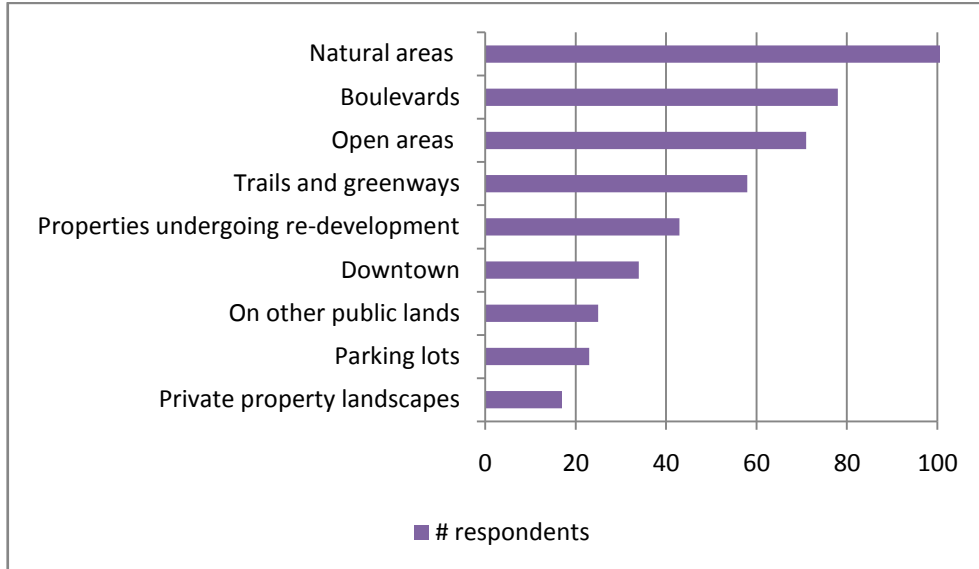 Natural areas
Boulevards
Open areas
Trails and greenways
Properties undergoing re-development
Downtown
On other public lands
Parking lots
Private property landscapes
0 20 40 60 80 100
# respondents